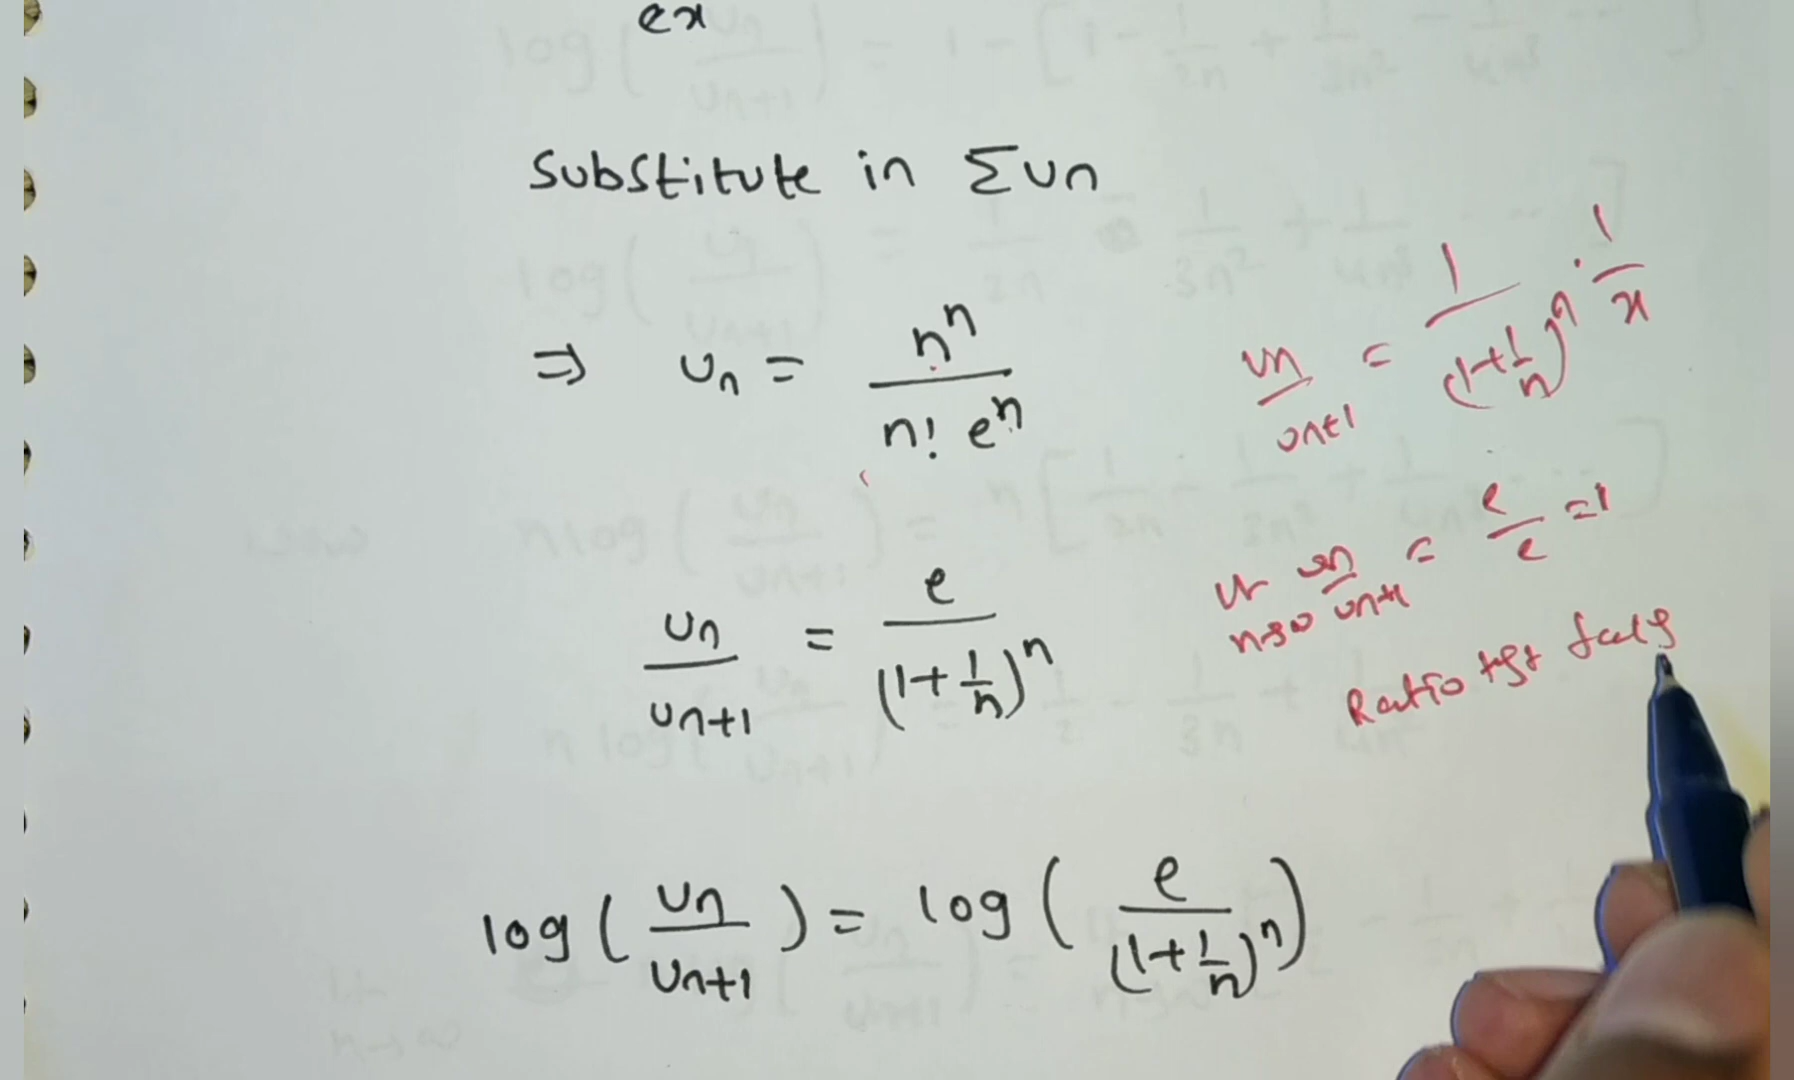 ex
Substitute in Σun
⇒ un = n^n / n! e^n
un / un+1 = 1 / (1+1/n)^n · 1/x
un / un+1 = e / (1+1/n)^n
un / un+1 = e/e = 1
Ratio test fails
log ( un / un+1 ) = log ( e / (1+1/n)^n )